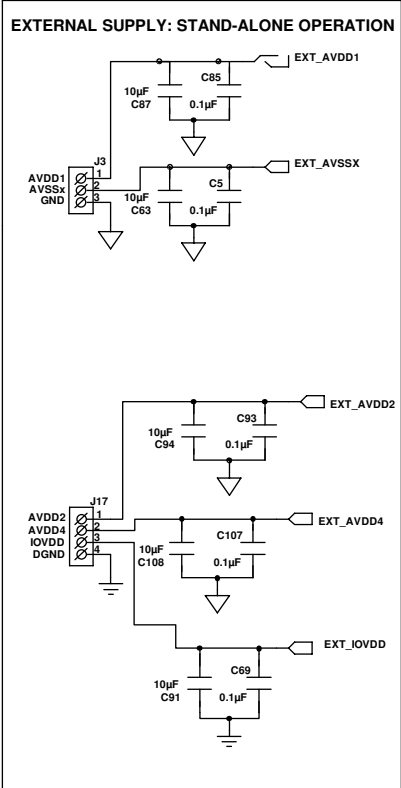 EXTERNAL SUPPLY: STAND-ALONE OPERATION
EXT_AVDD1
C85
10µF
C87
0.1µF
J3
AVDD1 1
AVSSx 2
GND 3
EXT_AVSSX
C5
10µF
C63
0.1µF
EXT_AVDD2
C93
10µF
C94
0.1µF
J17
AVDD2 1
AVDD4 2
IOVDD 3
DGND 4
EXT_AVDD4
C107
10µF
C108
0.1µF
EXT_IOVDD
C69
10µF
C91
0.1µF